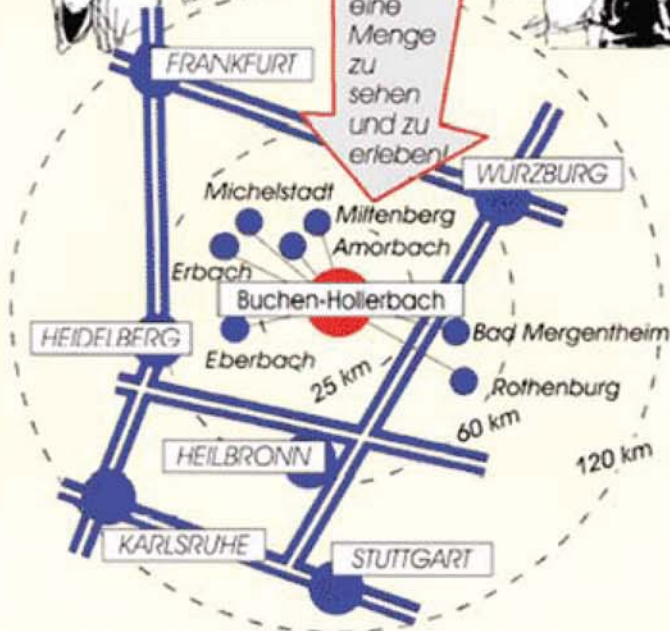 eine
Menge
zu
sehen
und zu
erleben!
FRANKFURT
WÜRZBURG
Michelstadt
Miltenberg
Amorbach
Erbach
Buchen-Hollerbach
HEIDELBERG
Bad Mergentheim
Eberbach
25 km
Rothenburg
60 km
HEILBRONN
120 km
KARLSRUHE
STUTTGART